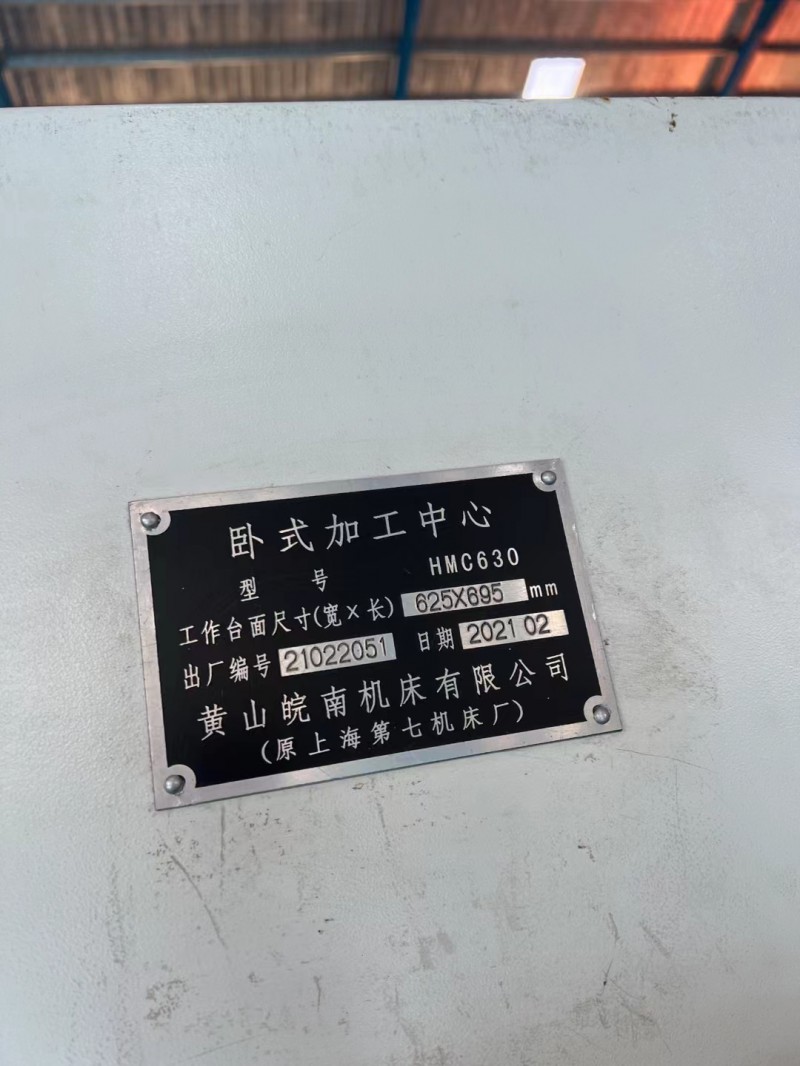 卧式加工中心
型 号 HMC630
工作台面尺寸(宽×长) 625X695 mm
出厂编号 21022051 日期 2021 02
黄山皖南机床有限公司
(原上海第七机床厂)